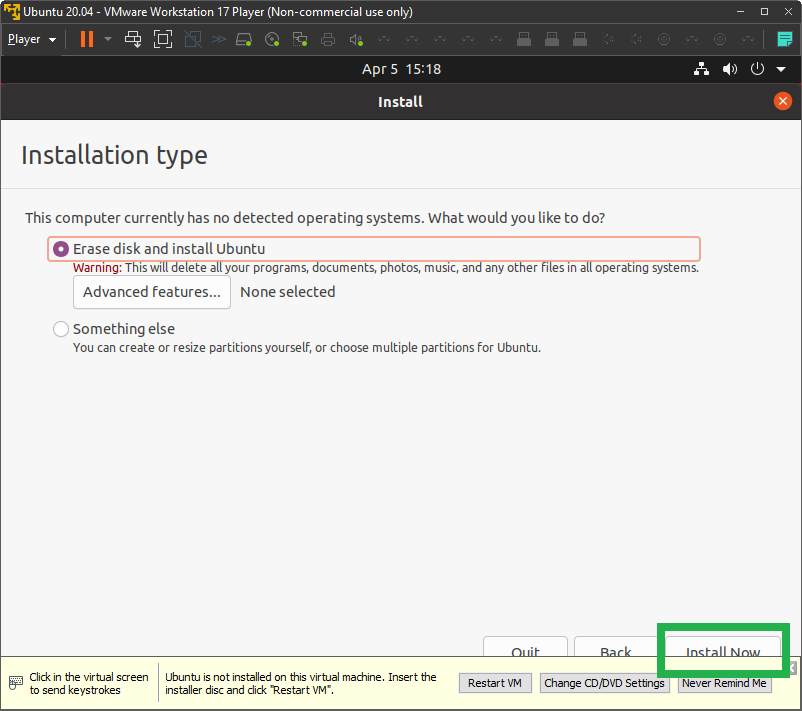 Ubuntu 20.04 - VMware Workstation 17 Player (Non-commercial use only)
Player
Apr 5 15:18
Install
Installation type
This computer currently has no detected operating systems. What would you like to do?
Erase disk and install Ubuntu
Warning: This will delete all your programs, documents, photos, music, and any other files in all operating systems.
Advanced features... None selected
Something else
You can create or resize partitions yourself, or choose multiple partitions for Ubuntu.
Quit Back Install Now
Click in the virtual screen
to send keystrokes
Ubuntu is not installed on this virtual machine. Insert the
installer disc and click "Restart VM".
Restart VM Change CD/DVD Settings Never Remind Me